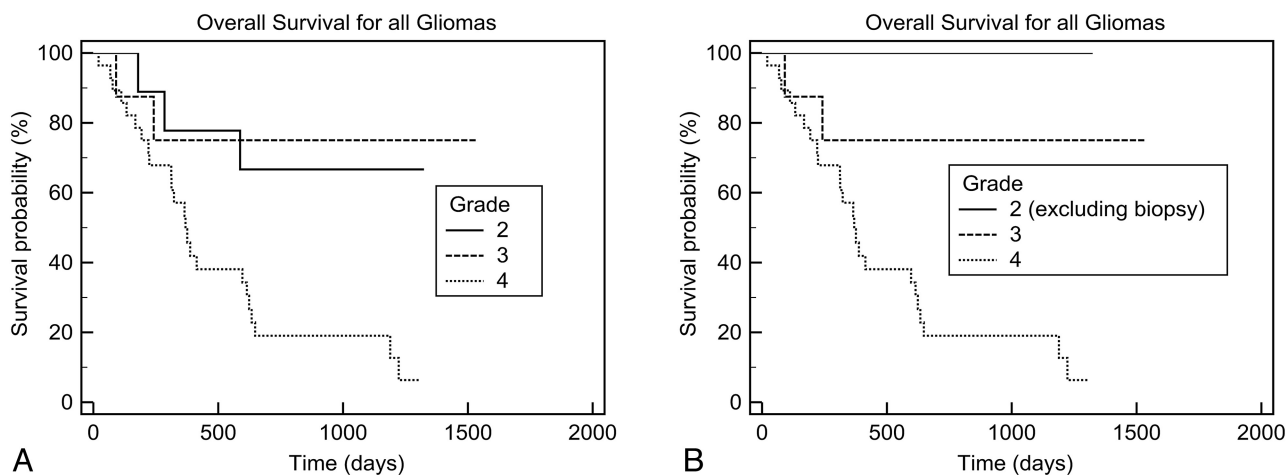 Overall Survival for all Gliomas
Survival probability (%)
100
80
60
40
20
0
Grade
2
3
4
0 500 1000 1500 2000
Time (days)
A
Overall Survival for all Gliomas
Survival probability (%)
100
80
60
40
20
0
Grade
2 (excluding biopsy)
3
4
0 500 1000 1500 2000
Time (days)
B